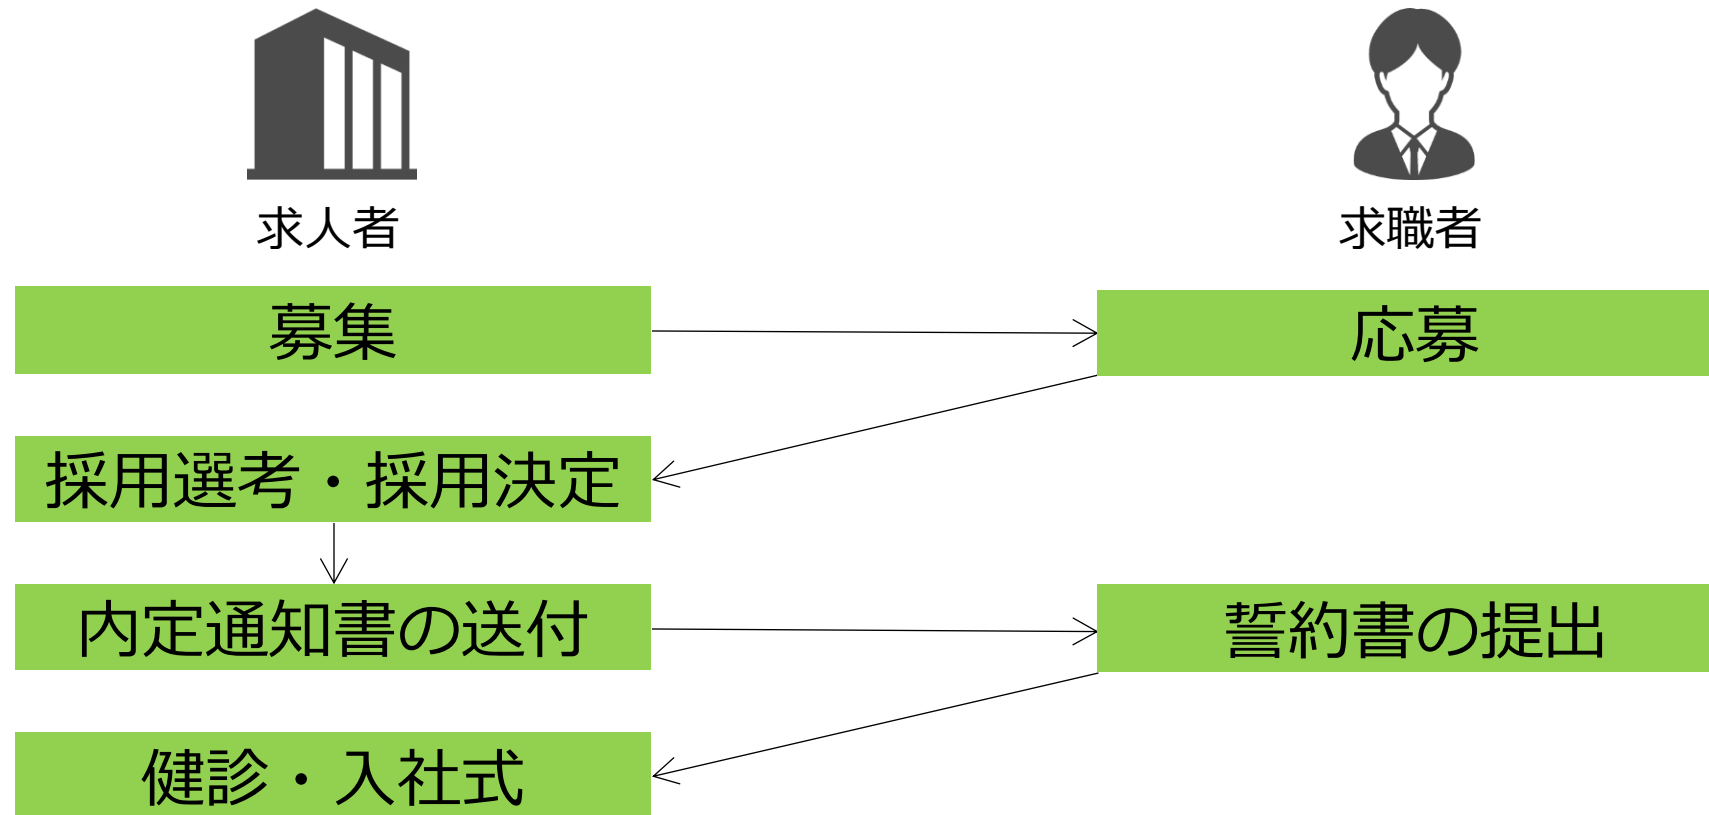 求人者
求職者
募集
応募
採用選考・採用決定
内定通知書の送付
誓約書の提出
健診・入社式